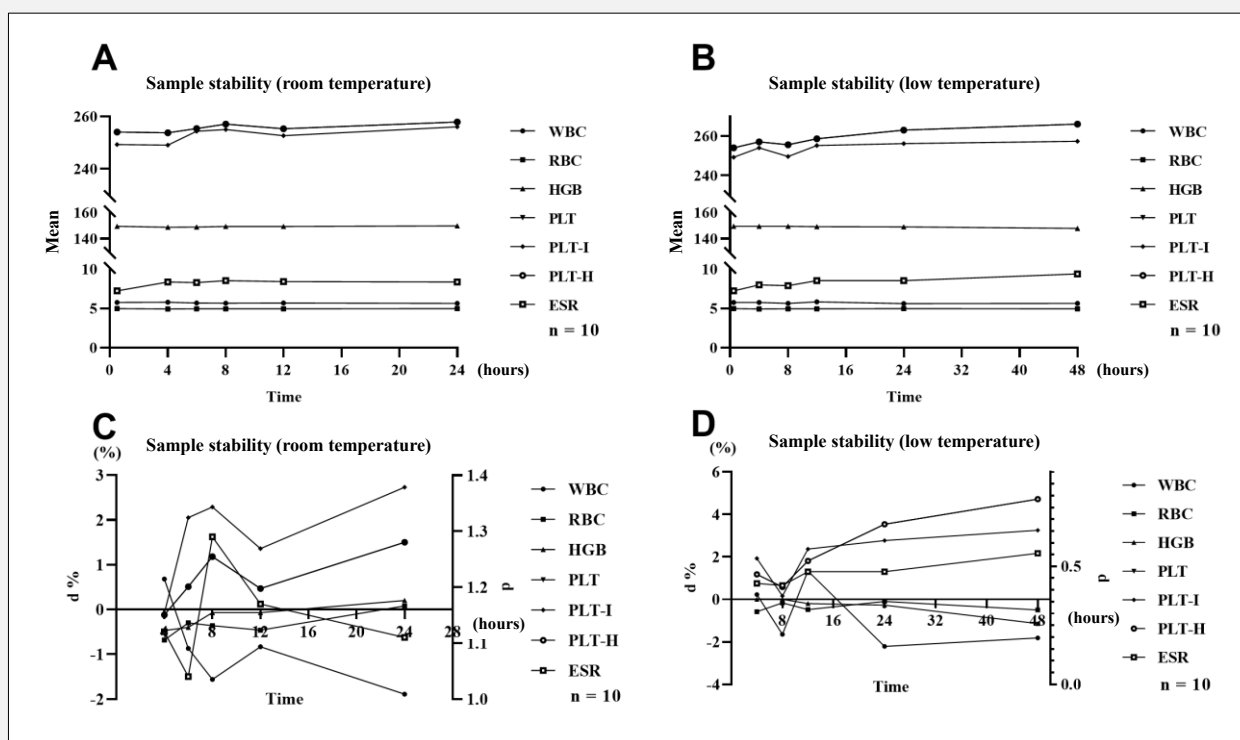 A
Sample stability (room temperature)
260
240
160
140
10
5
0
Mean
0 4 8 12 16 20 24 (hours)
Time
WBC
RBC
HGB
PLT
PLT-I
PLT-H
ESR
n = 10
B
Sample stability (low temperature)
260
240
160
140
10
5
0
Mean
0 8 16 24 32 40 48 (hours)
Time
WBC
RBC
HGB
PLT
PLT-I
PLT-H
ESR
n = 10
C
(%)
Sample stability (room temperature)
3
2
1
0
-1
-2
d %
8 12 16 20 24 28 (hours)
Time
1.4
1.3
1.2
1.1
1.0
d
WBC
RBC
HGB
PLT
PLT-I
PLT-H
ESR
n = 10
D
(%)
Sample stability (low temperature)
6
4
2
0
-2
-4
d %
8 16 24 32 40 48 (hours)
Time
0.5
0.0
d
WBC
RBC
HGB
PLT
PLT-I
PLT-H
ESR
n = 10